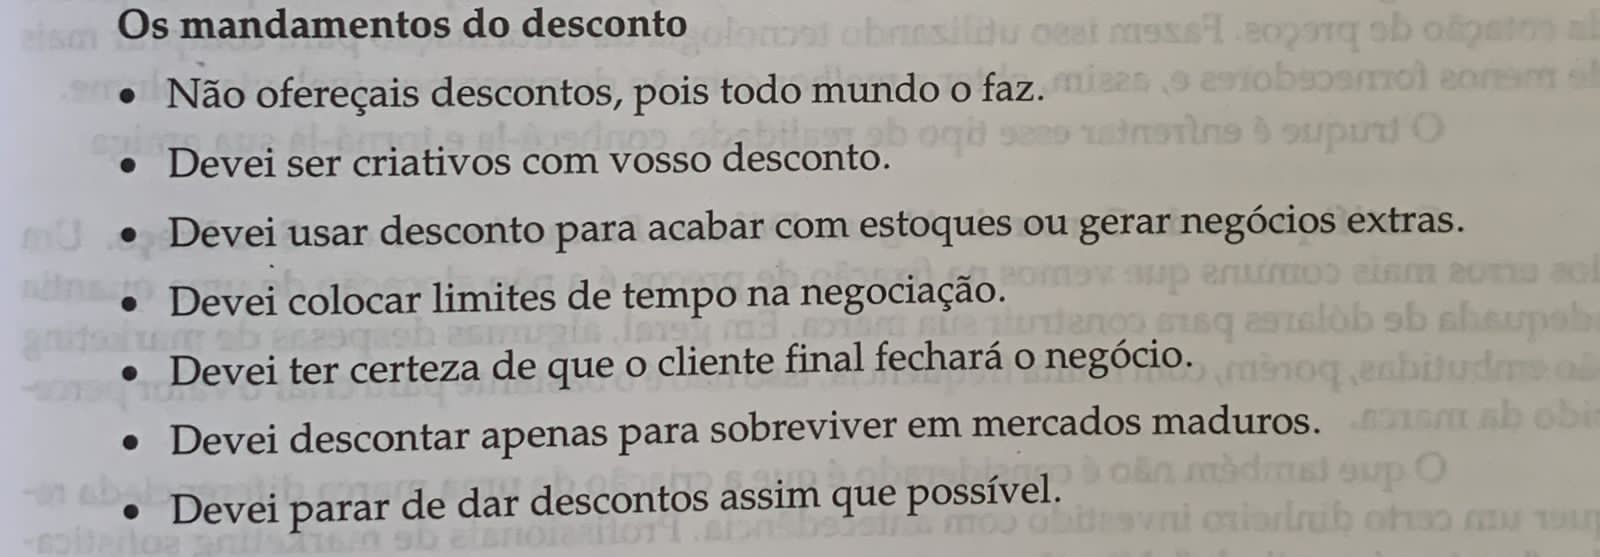 Os mandamentos do desconto
• Não ofereçais descontos, pois todo mundo o faz.
• Devei ser criativos com vosso desconto.
• Devei usar desconto para acabar com estoques ou gerar negócios extras.
• Devei colocar limites de tempo na negociação.
• Devei ter certeza de que o cliente final fechará o negócio.
• Devei descontar apenas para sobreviver em mercados maduros.
• Devei parar de dar descontos assim que possível.